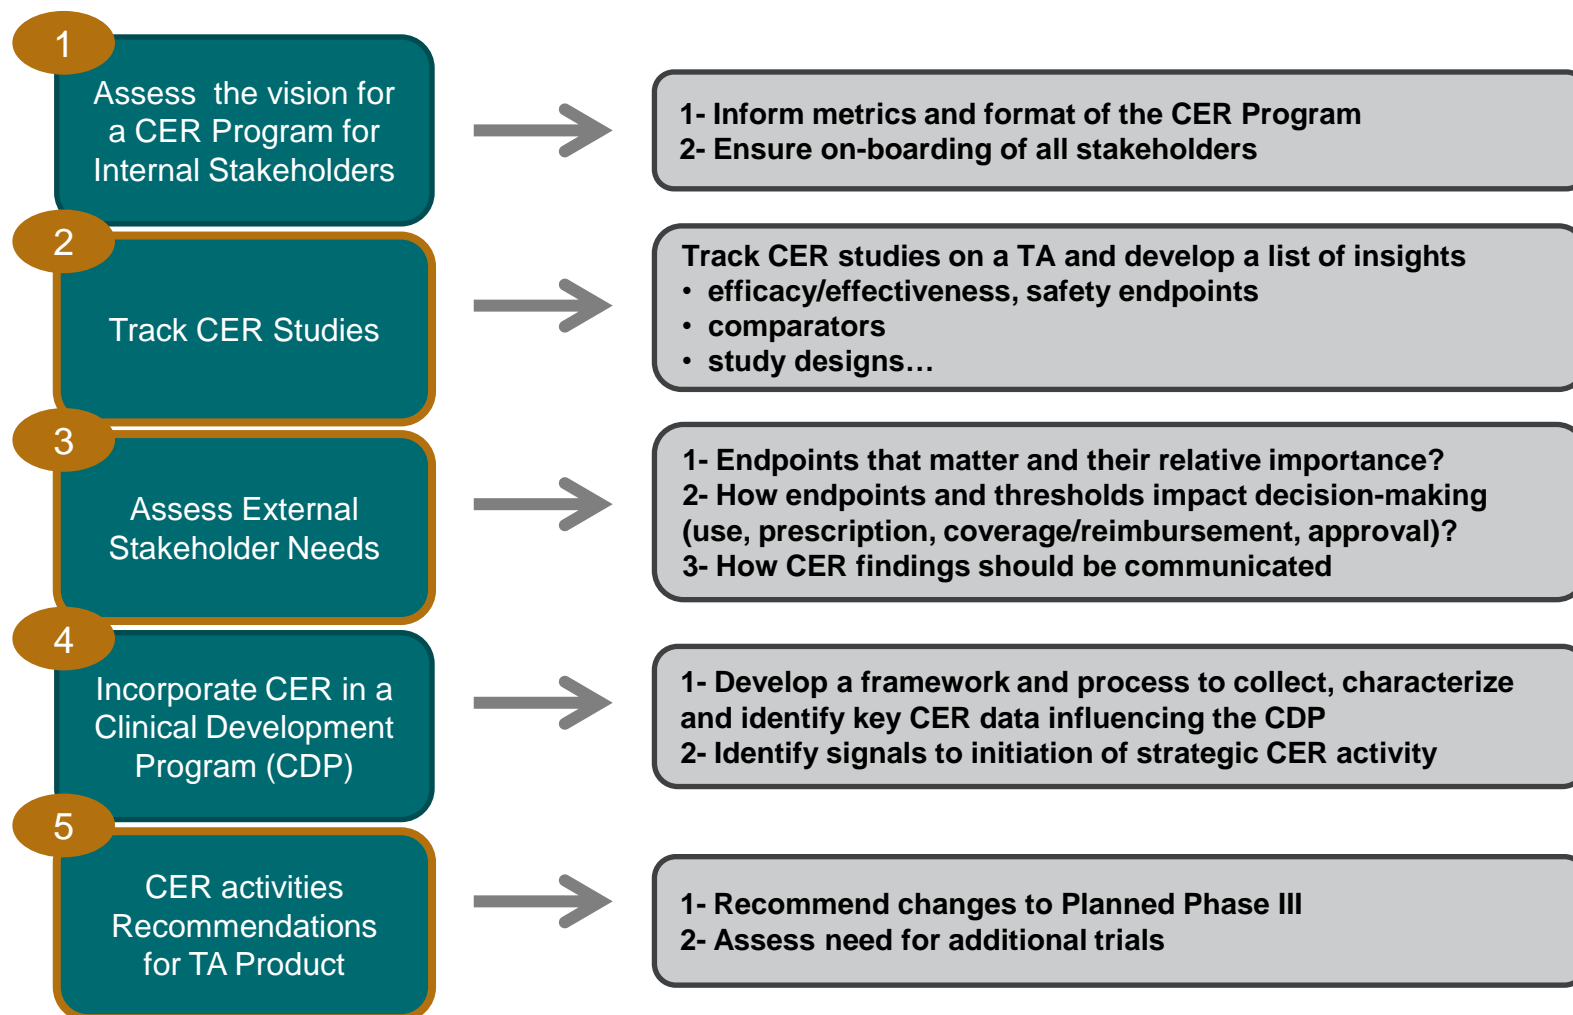 1
Assess the vision for
a CER Program for
Internal Stakeholders
1- Inform metrics and format of the CER Program
2- Ensure on-boarding of all stakeholders
2
Track CER Studies
Track CER studies on a TA and develop a list of insights
• efficacy/effectiveness, safety endpoints
• comparators
• study designs…
3
Assess External
Stakeholder Needs
1- Endpoints that matter and their relative importance?
2- How endpoints and thresholds impact decision-making
(use, prescription, coverage/reimbursement, approval)?
3- How CER findings should be communicated
4
Incorporate CER in a
Clinical Development
Program (CDP)
1- Develop a framework and process to collect, characterize
and identify key CER data influencing the CDP
2- Identify signals to initiation of strategic CER activity
5
CER activities
Recommendations
for TA Product
1- Recommend changes to Planned Phase III
2- Assess need for additional trials